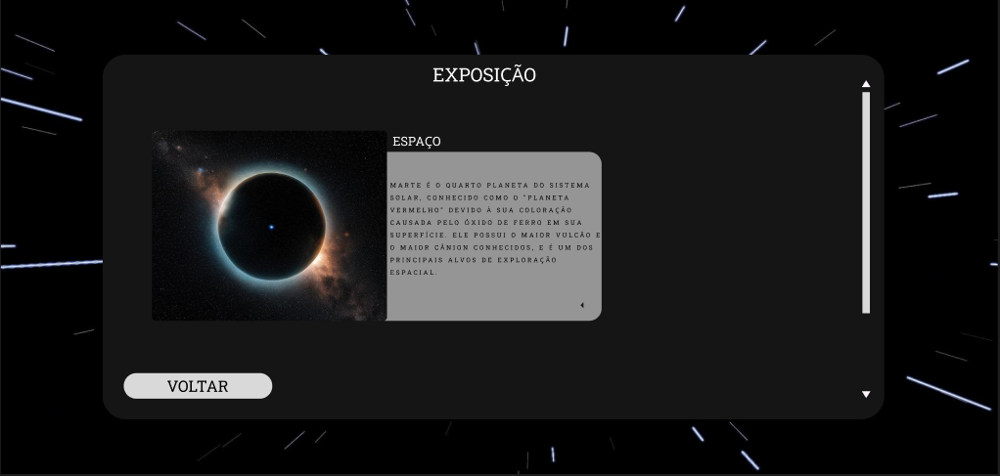 EXPOSIÇÃO
ESPAÇO
MARTE É O QUARTO PLANETA DO SISTEMA
SOLAR, CONHECIDO COMO O "PLANETA
VERMELHO" DEVIDO À SUA COLORAÇÃO
CAUSADA PELO ÓXIDO DE FERRO EM SUA
SUPERFÍCIE. ELE POSSUI O MAIOR VULCÃO E
O MAIOR CÂNION CONHECIDOS, E É UM DOS
PRINCIPAIS ALVOS DE EXPLORAÇÃO
ESPACIAL.
VOLTAR